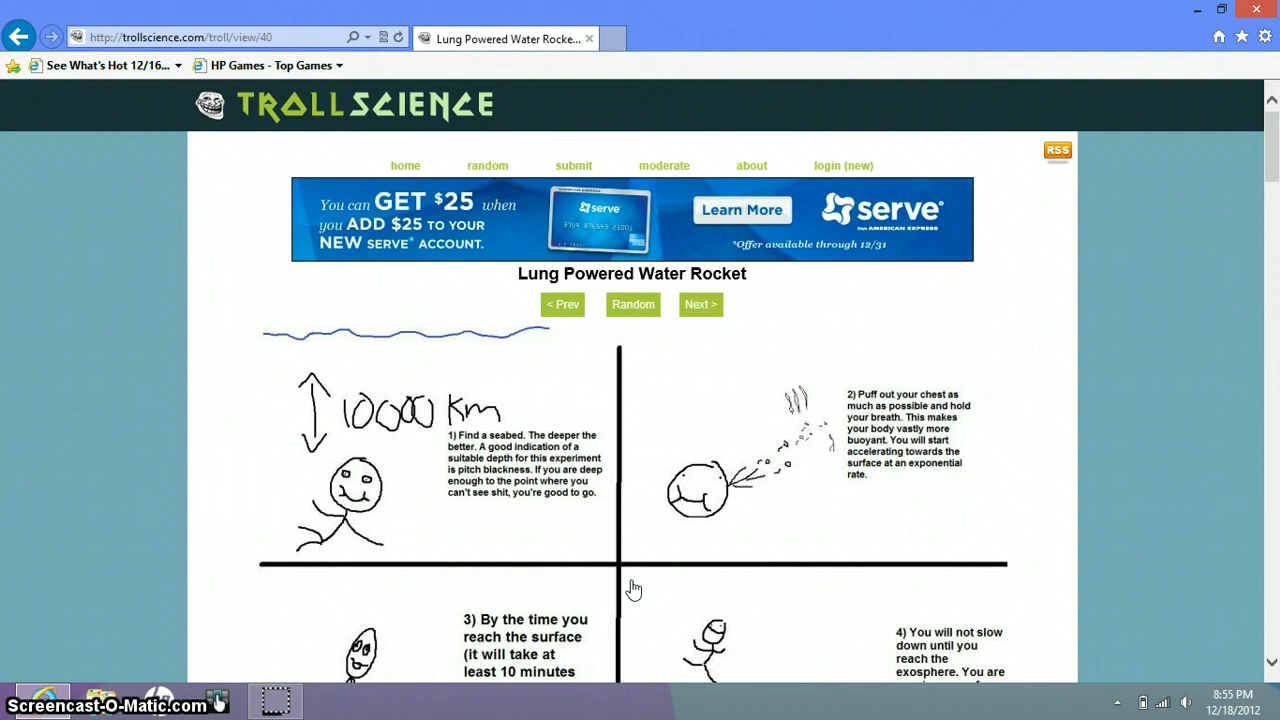 http://trollscience.com/troll/view/40
Lung Powered Water Rocke...
See What's Hot 12/16...
HP Games - Top Games
TROLLSCIENCE
RSS
home random submit moderate about login (new)
You can GET $25 when
you ADD $25 TO YOUR
NEW SERVE® ACCOUNT.
serve
Learn More
serve®
from AMERICAN EXPRESS
*Offer available through 12/31
Lung Powered Water Rocket
< Prev Random Next >
10000 Km
1) Find a seabed. The deeper the
better. A good indication of a
suitable depth for this experiment
is pitch blackness. If you are deep
enough to the point where you
can't see shit, you're good to go.
2) Puff out your chest as
much as possible and hold
your breath. This makes
your body vastly more
buoyant. You will start
accelerating towards the
surface at an exponential
rate.
3) By the time you
reach the surface
(it will take at
least 10 minutes
4) You will not slow
down until you
reach the
exosphere. You are
Screencast-O-Matic.com
8:55 PM
12/18/2012